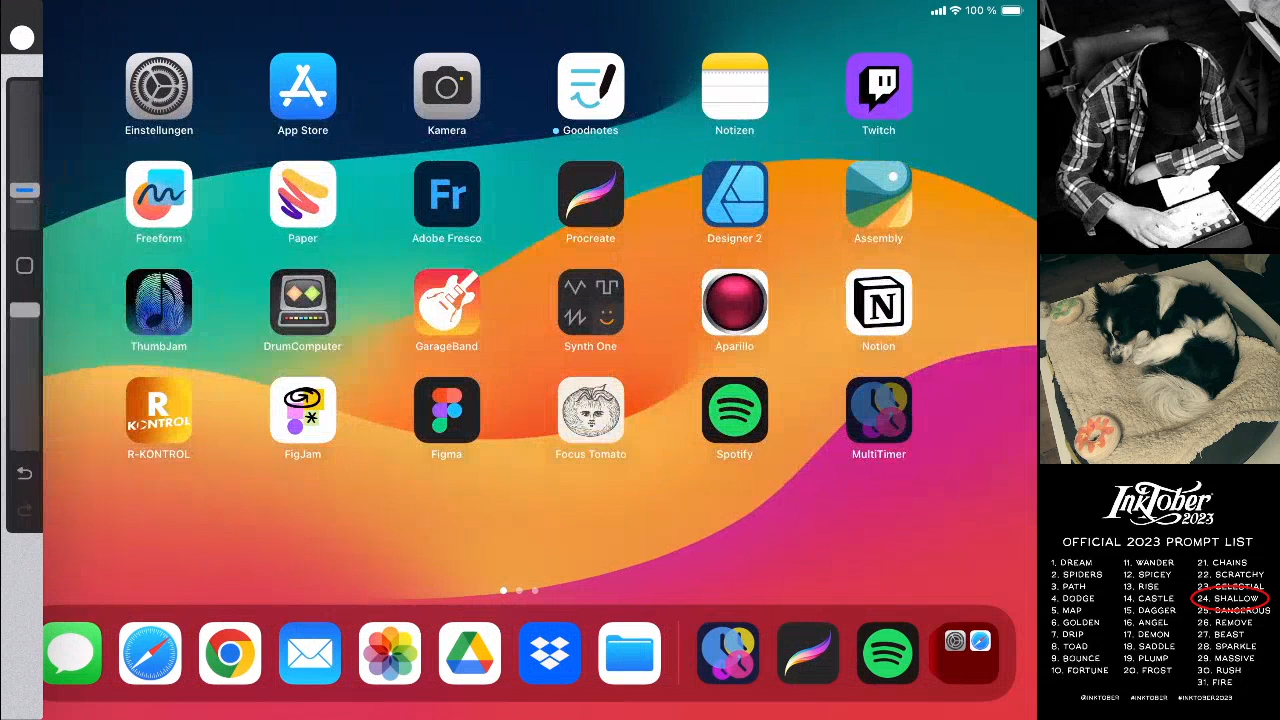 100 %
Einstellungen
App Store
Kamera
Goodnotes
Notizen
Twitch
Freeform
Paper
Fr
Adobe Fresco
Procreate
Designer 2
Assembly
ThumbJam
DrumComputer
GarageBand
Synth One
Aparillo
N
Notion
R
KONTROL
R-KONTROL
FigJam
Figma
Focus Tomato
Spotify
MultiTimer
InkTober
2023
OFFICIAL 2023 PROMPT LIST
1. DREAM
2. SPIDERS
3. PATH
4. DODGE
5. MAP
6. GOLDEN
7. DRIP
8. TOAD
9. BOUNCE
10. FORTUNE
11. WANDER
12. SPICEY
13. RISE
14. CASTLE
15. DAGGER
16. ANGEL
17. DEMON
18. SADDLE
19. PLUMP
20. FROST
21. CHAINS
22. SCRATCHY
23. CELESTIAL
24. SHALLOW
25. DANGEROUS
26. REMOVE
27. BEAST
28. SPARKLE
29. MASSIVE
30. RUSH
31. FIRE
@INKTOBER #INKTOBER #INKTOBER2023